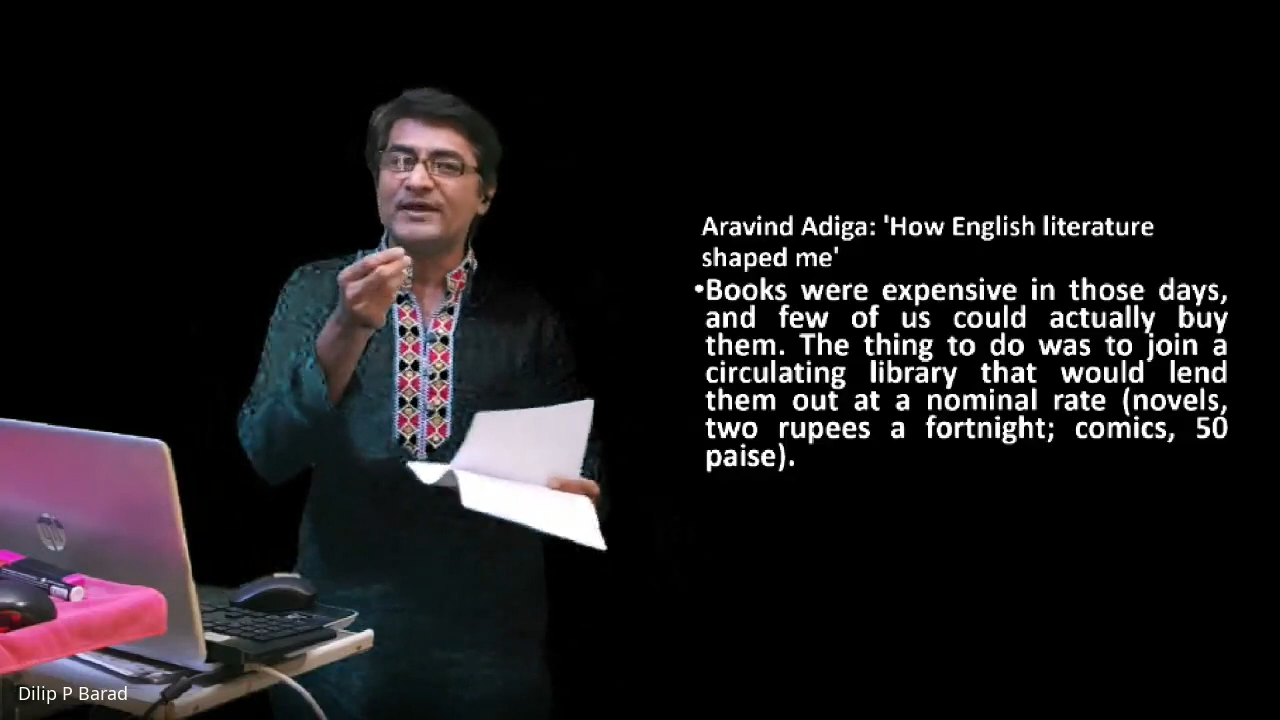 Aravind Adiga: 'How English literature
shaped me'
•Books were expensive in those days,
and few of us could actually buy
them. The thing to do was to join a
circulating library that would lend
them out at a nominal rate (novels,
two rupees a fortnight; comics, 50
paise).
hp
Dilip P Barad